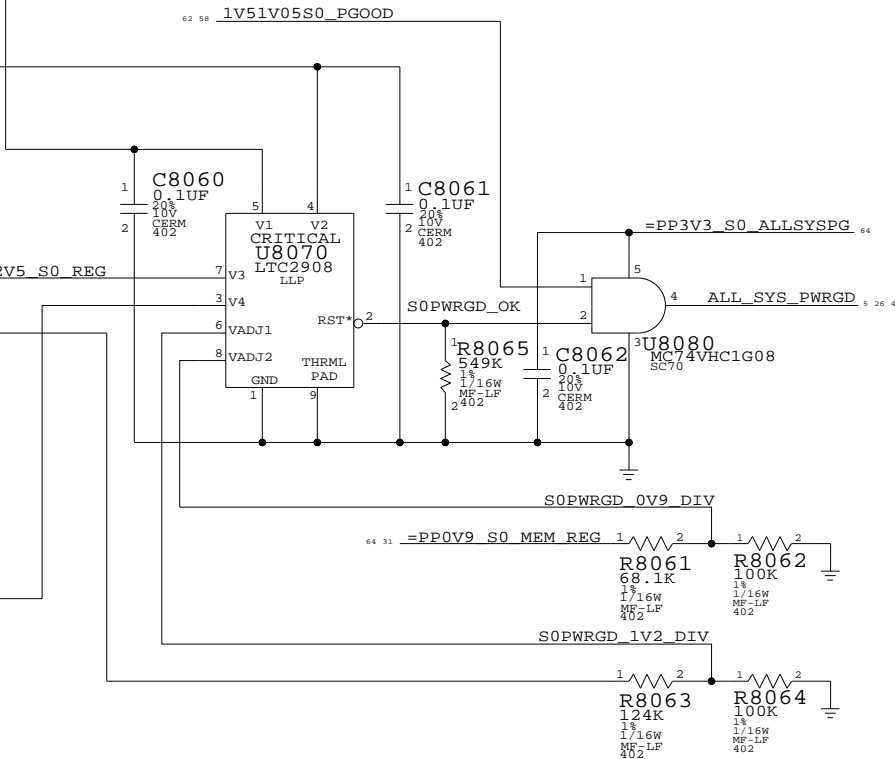 62 58 1V51V05S0_PGOOD
1 C8060
0.1UF
20%
10V
CERM
402
2
1 C8061
0.1UF
20%
10V
CERM
402
2
5 4
V1 V2
CRITICAL
U8070
LTC2908
LLP
7 V3
3 V4
6 VADJ1
8 VADJ2
RST* 2
THRML
PAD
GND
1 9
2V5_S0_REG
S0PWRGD_OK
=PP3V3_S0_ALLSYSPG 64
5
1
2
4 ALL_SYS_PWRGD 5 26 4
3 U8080
MC74VHC1G08
SC70
1 R8065
549K
1%
1/16W
MF-LF
2 402
1 C8062
0.1UF
20%
10V
2 CERM
402
S0PWRGD_0V9_DIV
64 31 =PP0V9_S0_MEM_REG 1 2
R8061
68.1K
1%
1/16W
MF-LF
402
1 2
R8062
100K
1%
1/16W
MF-LF
402
S0PWRGD_1V2_DIV
1 2
R8063
124K
1%
1/16W
MF-LF
402
1 2
R8064
100K
1%
1/16W
MF-LF
402